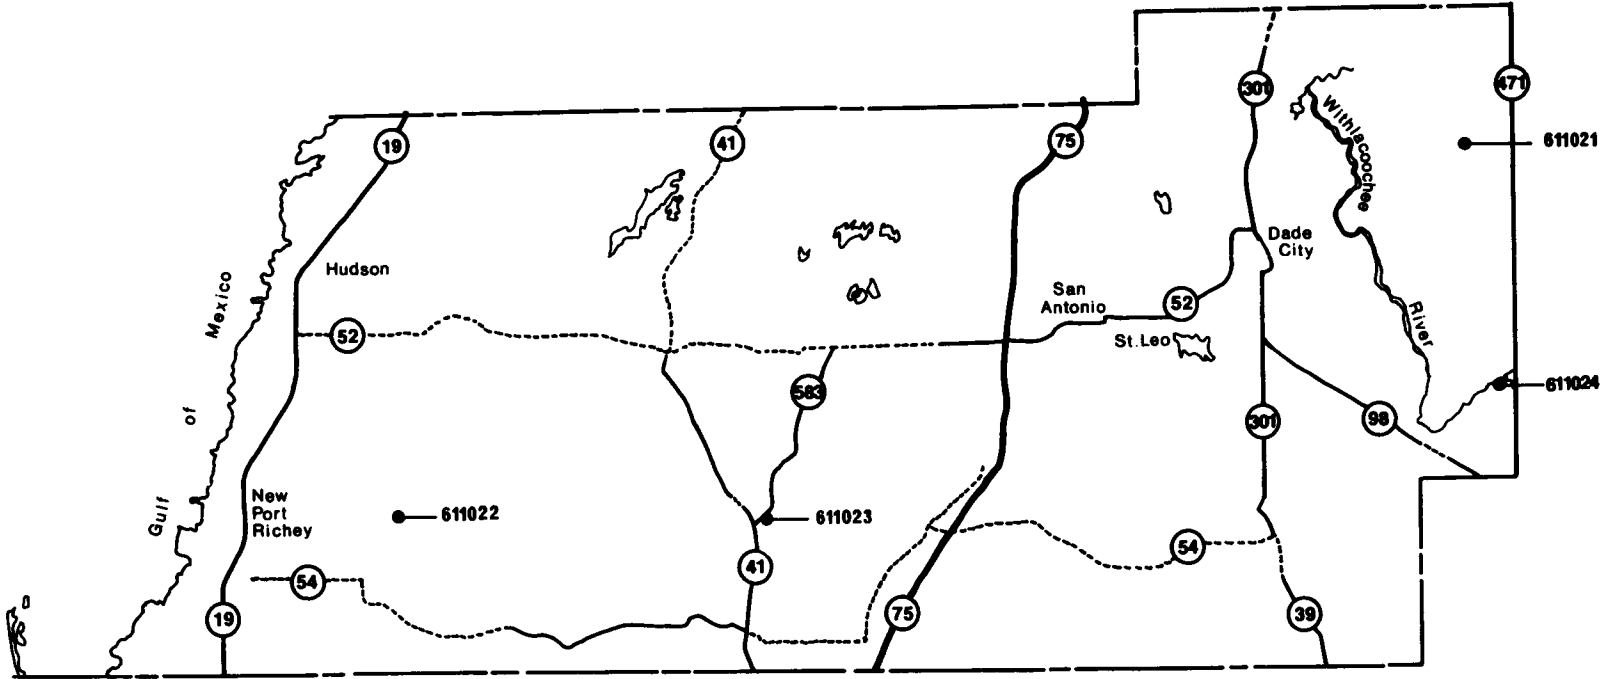 301
471
19
41
75
Withlacoochee
611021
Dade
City
Hudson
Mexico
San
Antonio
52
52
St. Leo
River
583
611024
of
301
98
New
Port
Richey
Gulf
611022
611023
54
41
54
19
75
39